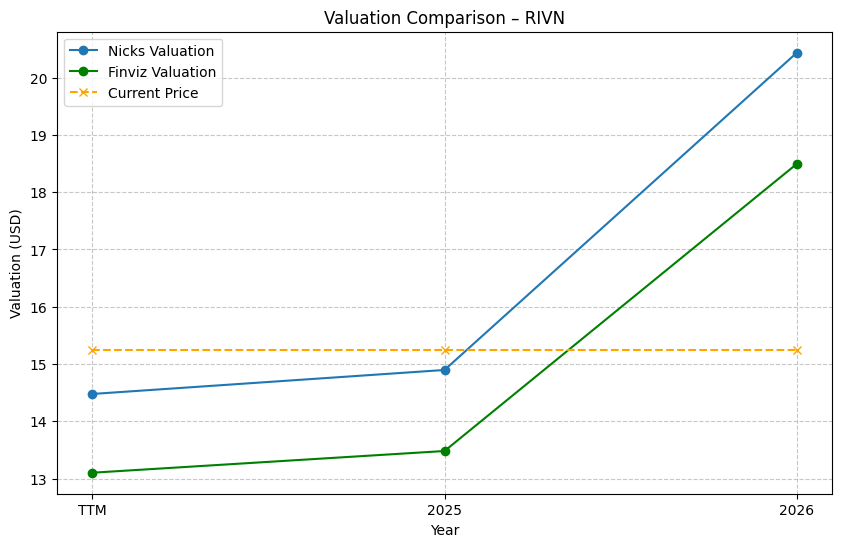 Valuation Comparison – RIVN
Nicks Valuation
Finviz Valuation
Current Price
Valuation (USD)
20
19
18
17
16
15
14
13
TTM
2025
2026
Year